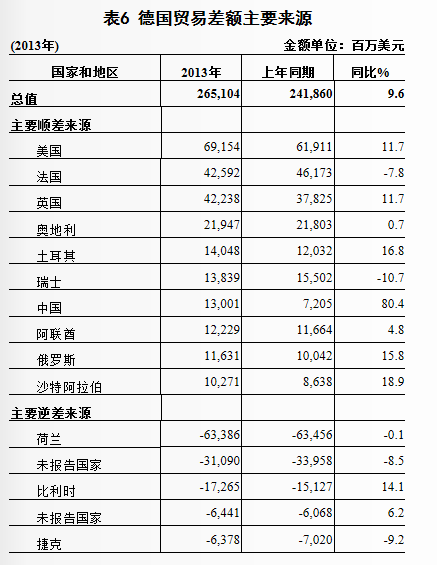 表6 德国贸易差额主要来源
(2013年) 金额单位：百万美元
国家和地区 2013年 上年同期 同比%
总值 265,104 241,860 9.6
主要顺差来源
美国 69,154 61,911 11.7
法国 42,592 46,173 -7.8
英国 42,238 37,825 11.7
奥地利 21,947 21,803 0.7
土耳其 14,048 12,032 16.8
瑞士 13,839 15,502 -10.7
中国 13,001 7,205 80.4
阿联酋 12,229 11,664 4.8
俄罗斯 11,631 10,042 15.8
沙特阿拉伯 10,271 8,638 18.9
主要逆差来源
荷兰 -63,386 -63,456 -0.1
未报告国家 -31,090 -33,958 -8.5
比利时 -17,265 -15,127 14.1
未报告国家 -6,441 -6,068 6.2
捷克 -6,378 -7,020 -9.2